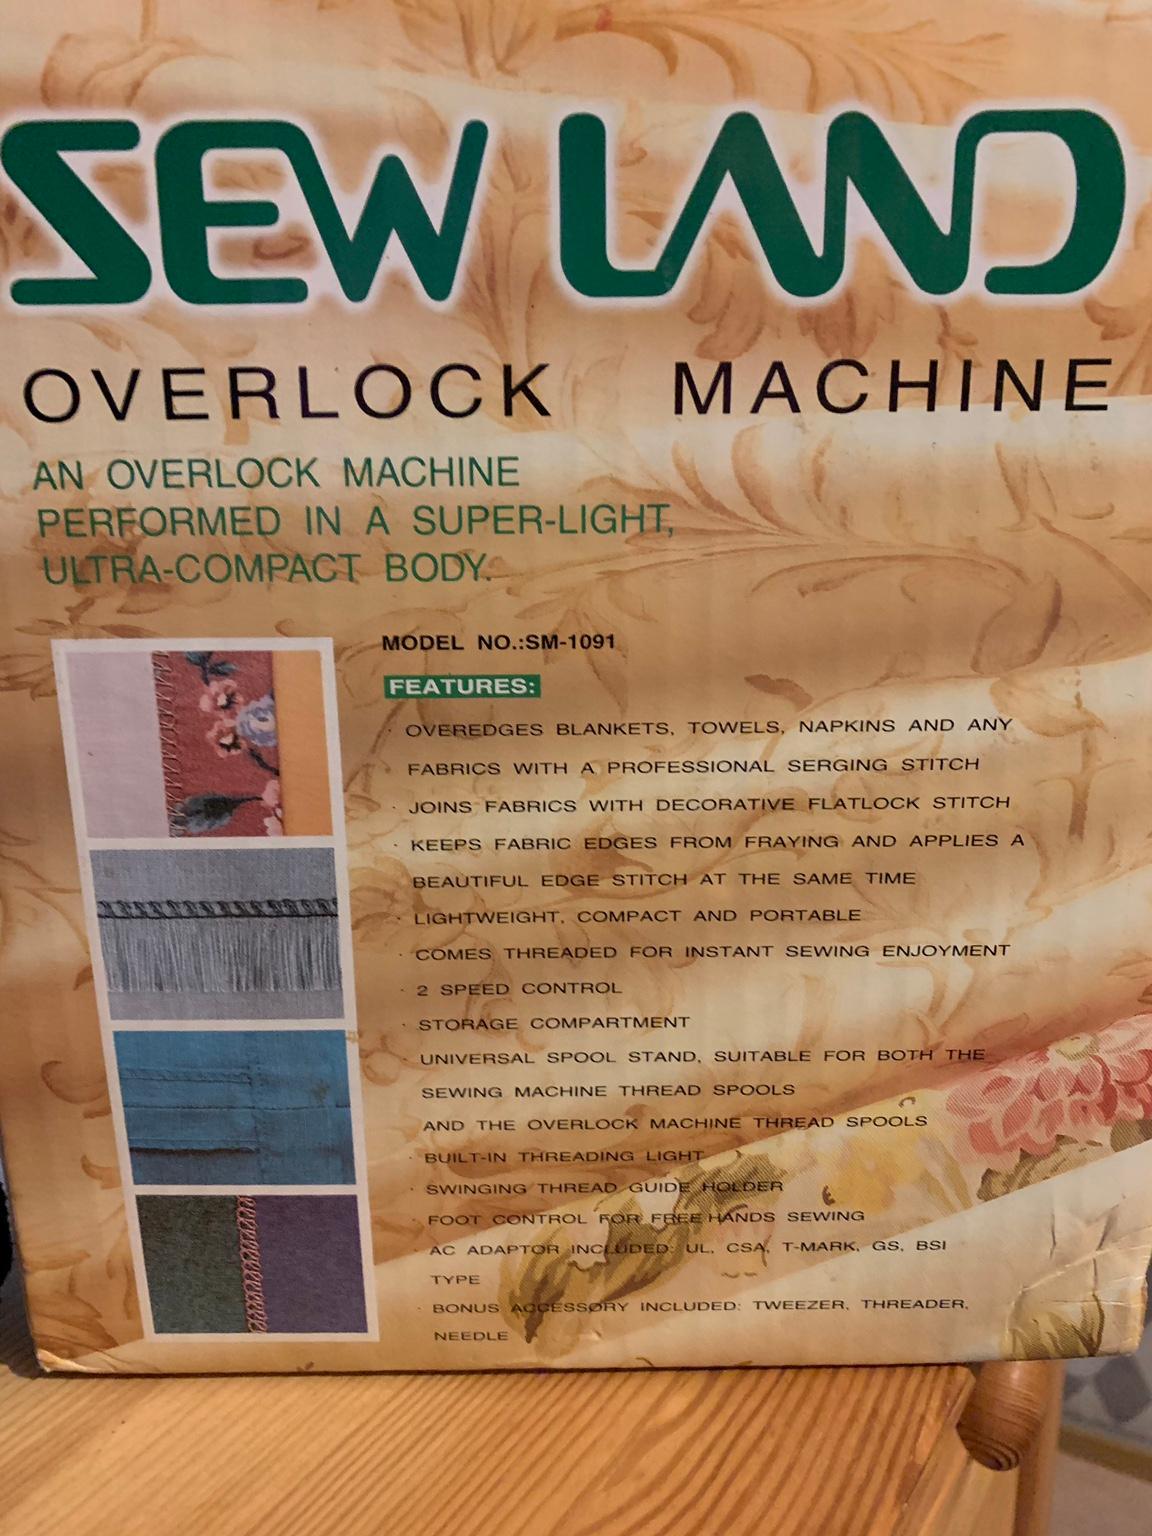 SEW LAND
OVERLOCK MACHINE
AN OVERLOCK MACHINE
PERFORMED IN A SUPER-LIGHT,
ULTRA-COMPACT BODY.
MODEL NO.:SM-1091
FEATURES:
· OVEREDGES BLANKETS, TOWELS, NAPKINS AND ANY
FABRICS WITH A PROFESSIONAL SERGING STITCH
· JOINS FABRICS WITH DECORATIVE FLATLOCK STITCH
· KEEPS FABRIC EDGES FROM FRAYING AND APPLIES A
BEAUTIFUL EDGE STITCH AT THE SAME TIME
· LIGHTWEIGHT, COMPACT AND PORTABLE
· COMES THREADED FOR INSTANT SEWING ENJOYMENT
· 2 SPEED CONTROL
· STORAGE COMPARTMENT
· UNIVERSAL SPOOL STAND, SUITABLE FOR BOTH THE
SEWING MACHINE THREAD SPOOLS
AND THE OVERLOCK MACHINE THREAD SPOOLS
· BUILT-IN THREADING LIGHT
· SWINGING THREAD GUIDE HOLDER
· FOOT CONTROL FOR FREE HANDS SEWING
· AC ADAPTOR INCLUDED: UL, CSA, T-MARK, GS, BSI
TYPE
· BONUS ACCESSORY INCLUDED: TWEEZER, THREADER,
NEEDLE